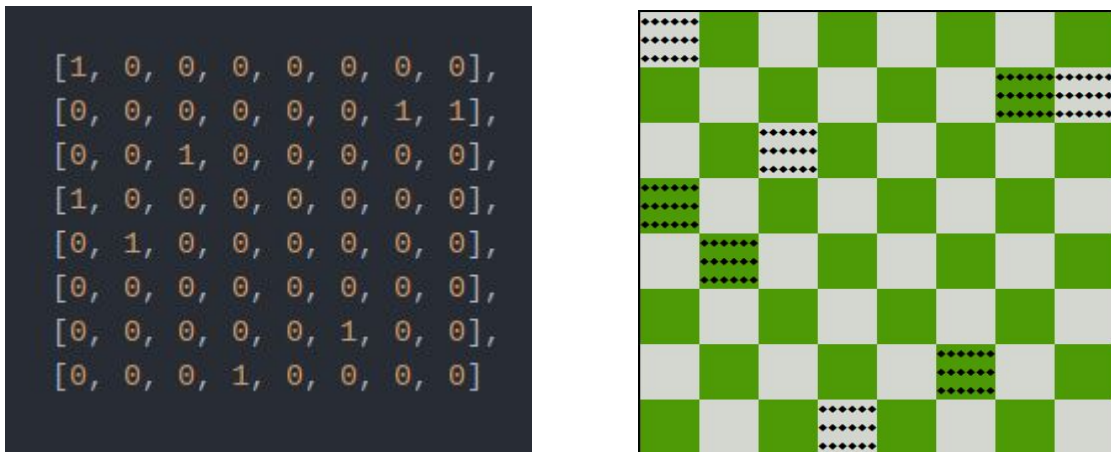 [1, 0, 0, 0, 0, 0, 0, 0],
[0, 0, 0, 0, 0, 0, 1, 1],
[0, 0, 1, 0, 0, 0, 0, 0],
[1, 0, 0, 0, 0, 0, 0, 0],
[0, 1, 0, 0, 0, 0, 0, 0],
[0, 0, 0, 0, 0, 0, 0, 0],
[0, 0, 0, 0, 0, 1, 0, 0],
[0, 0, 0, 1, 0, 0, 0, 0]